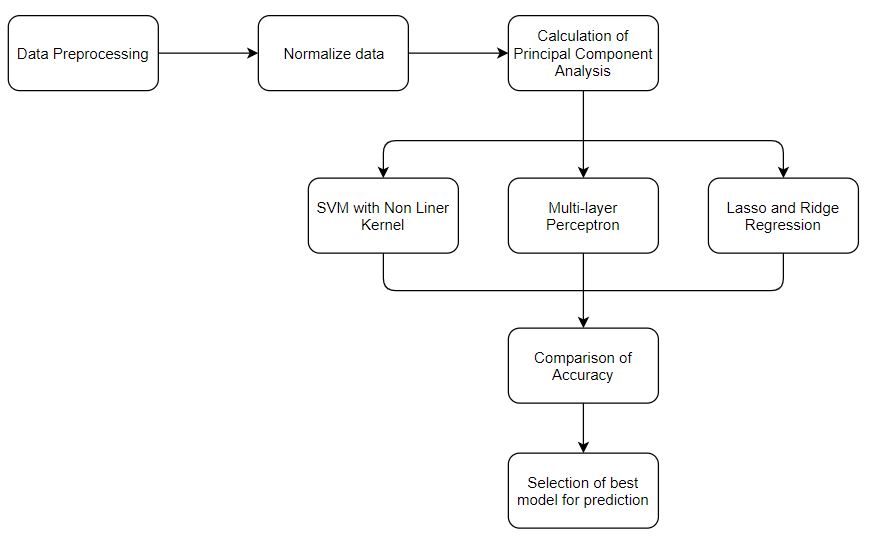 Data Preprocessing
Normalize data
Calculation of
Principal Component
Analysis
SVM with Non Liner
Kernel
Multi-layer
Perceptron
Lasso and Ridge
Regression
Comparison of
Accuracy
Selection of best
model for prediction